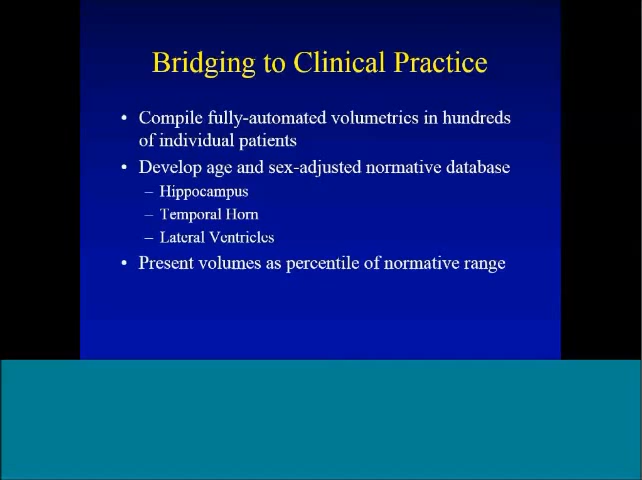 Bridging to Clinical Practice
• Compile fully-automated volumetrics in hundreds
of individual patients
• Develop age and sex-adjusted normative database
– Hippocampus
– Temporal Horn
– Lateral Ventricles
• Present volumes as percentile of normative range